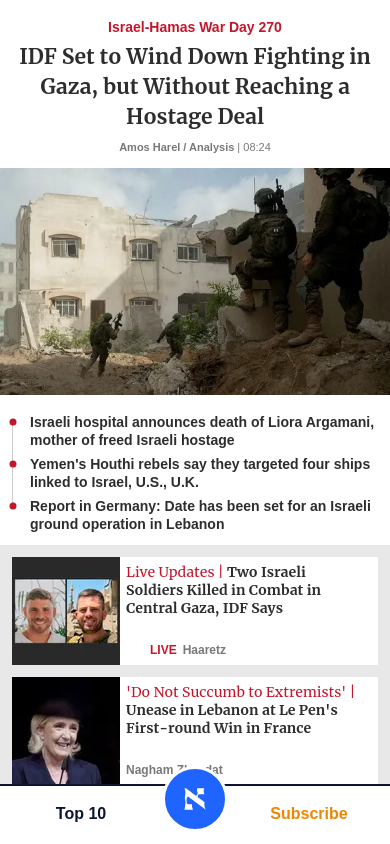 Israel-Hamas War Day 270
IDF Set to Wind Down Fighting in
Gaza, but Without Reaching a
Hostage Deal
Amos Harel / Analysis | 08:24
Israeli hospital announces death of Liora Argamani,
mother of freed Israeli hostage
Yemen's Houthi rebels say they targeted four ships
linked to Israel, U.S., U.K.
Report in Germany: Date has been set for an Israeli
ground operation in Lebanon
Live Updates | Two Israeli
Soldiers Killed in Combat in
Central Gaza, IDF Says
LIVE Haaretz
'Do Not Succumb to Extremists' |
Unease in Lebanon at Le Pen's
First-round Win in France
Nagham
Top 10
Subscribe